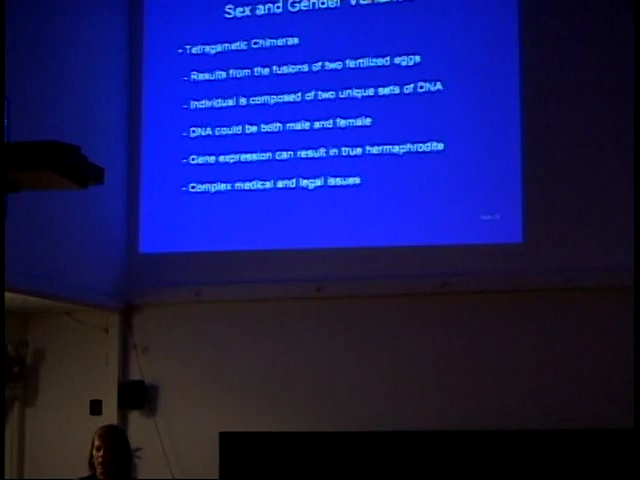 Sex and Gender
- Tetragametic Chimeras
- Results from the fusions of two fertilized eggs
- Individual is composed of two unique sets of DNA
- DNA could be both male and female
- Gene expression can result in true hermaphrodite
- Complex medical and legal issues